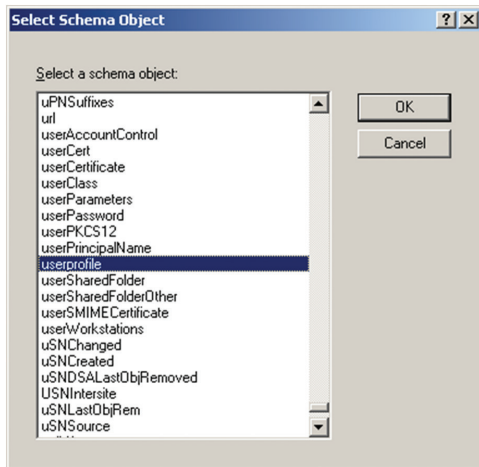 Select Schema Object
Select a schema object:
uPNSuffixes
url
userAccountControl
userCert
userCertificate
userClass
userParameters
userPassword
userPKCS12
userPrincipalName
userprofile
userSharedFolder
userSharedFolderOther
userSMIMECertificate
userWorkstations
uSNChanged
uSNCreated
uSNDSALastObjRemoved
USNIntersite
uSNLastObjRem
uSNSource
OK
Cancel